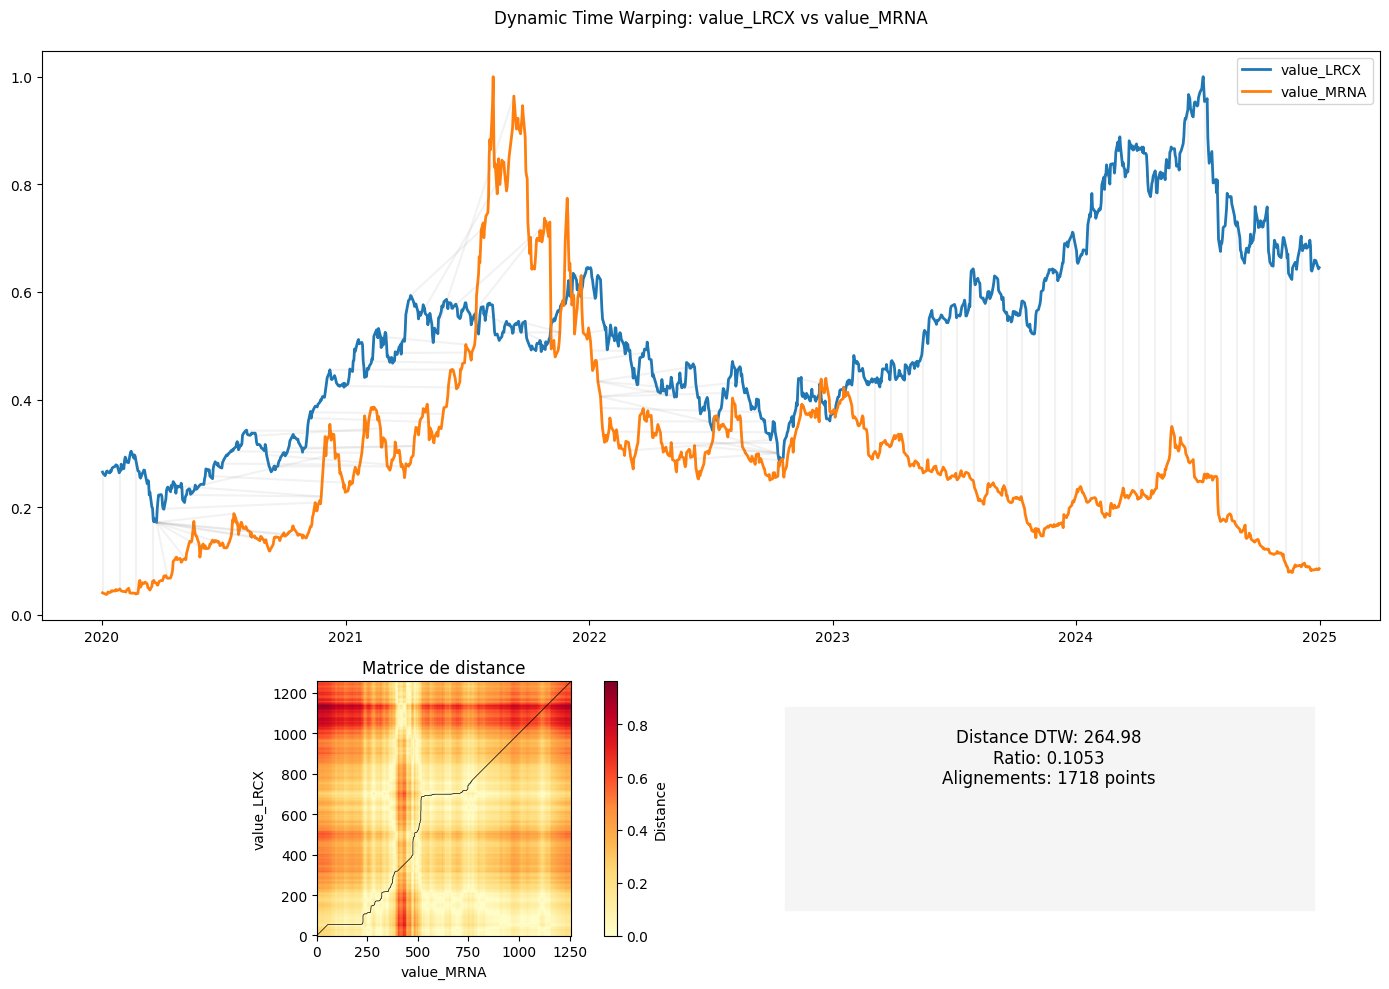 Dynamic Time Warping: value_LRCX vs value_MRNA
value_LRCX
value_MRNA
1.0
0.8
0.6
0.4
0.2
0.0
2020 2021 2022 2023 2024 2025
Matrice de distance
value_LRCX
1200
1000
800
600
400
200
0
0 250 500 750 1000 1250
value_MRNA
0.8
0.6
0.4
0.2
0.0
Distance
Distance DTW: 264.98
Ratio: 0.1053
Alignements: 1718 points